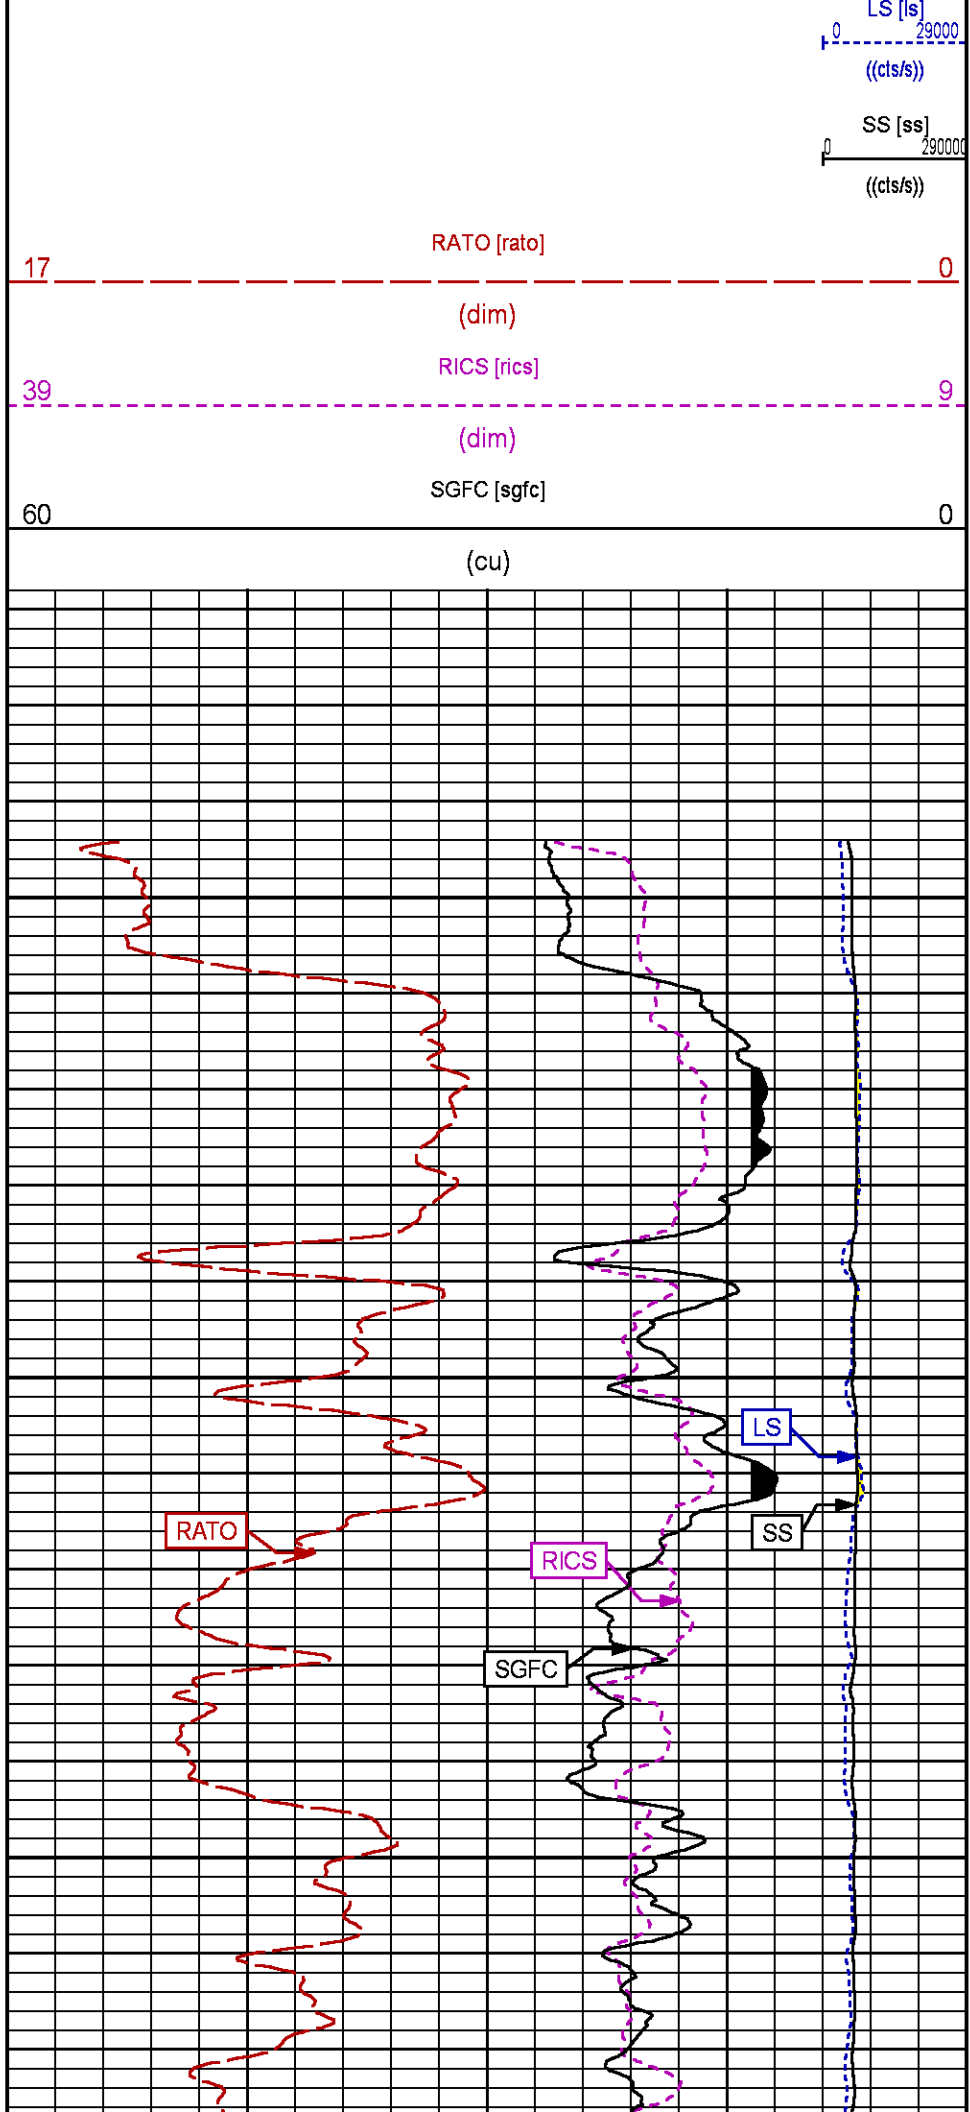 LS [ls]
0 29000
((cts/s))
SS [ss]
0 290000
((cts/s))
RATO [rato]
17 0
(dim)
RICS [rics]
39 9
(dim)
SGFC [sgfc]
60 0
(cu)
LS
RATO
SS
RICS
SGFC